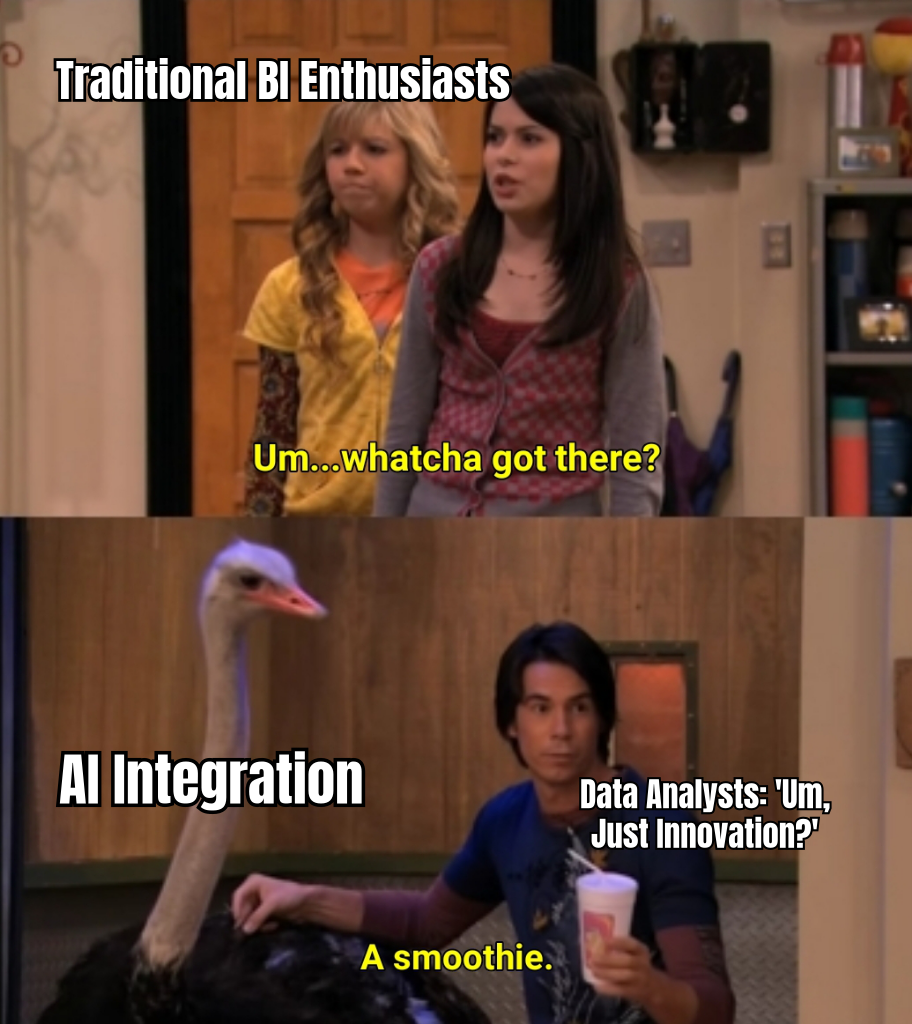 Traditional BI Enthusiasts
Um...whatcha got there?
AI Integration
Data Analysts: 'Um,
Just Innovation?'
A smoothie.